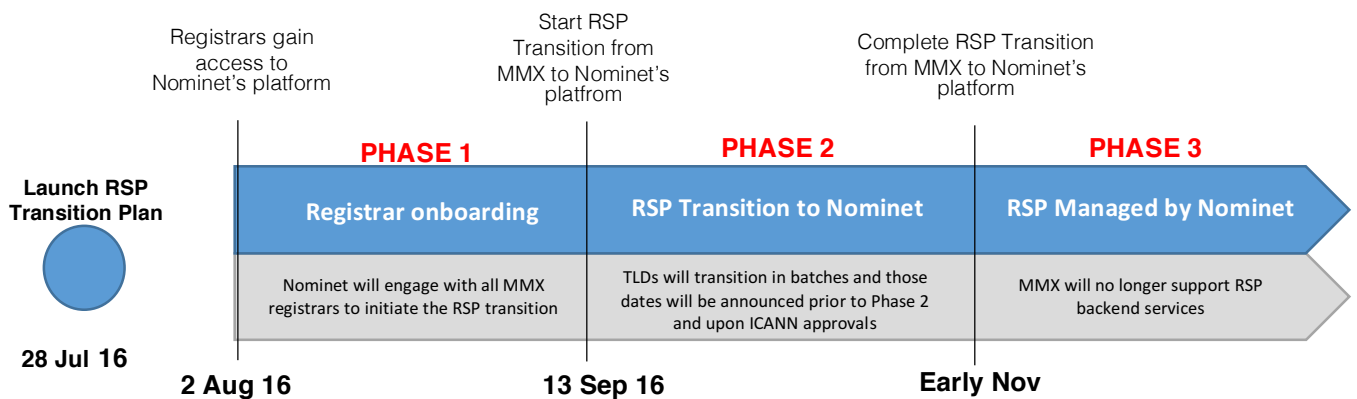 Registrars gain
access to
Nominet's platform
Start RSP
Transition from
MMX to Nominet's
platfrom
Complete RSP Transition
from MMX to Nominet's
platform
PHASE 1
PHASE 2
PHASE 3
Launch RSP
Transition Plan
Registrar onboarding
RSP Transition to Nominet
RSP Managed by Nominet
Nominet will engage with all MMX
registrars to initiate the RSP transition
TLDs will transition in batches and those
dates will be announced prior to Phase 2
and upon ICANN approvals
MMX will no longer support RSP
backend services
28 Jul 16
2 Aug 16
13 Sep 16
Early Nov